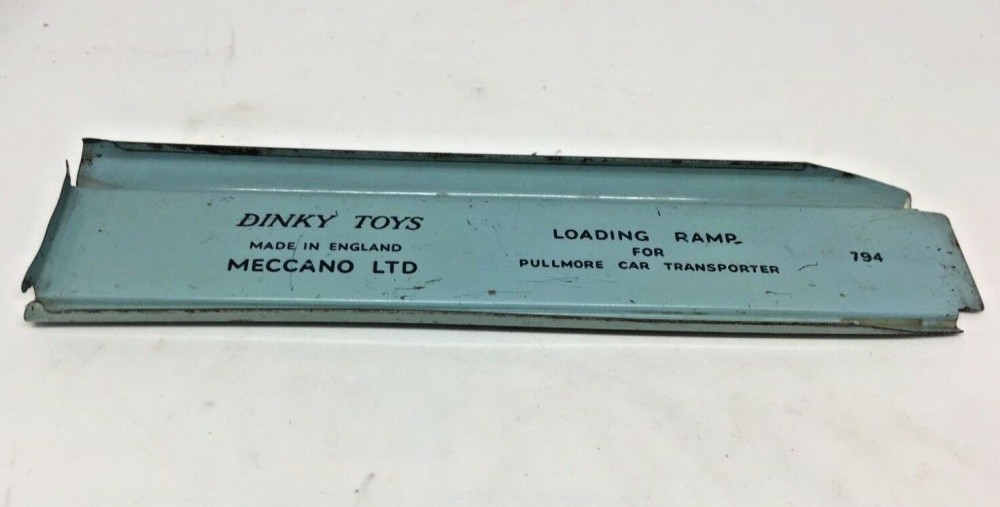 DINKY TOYS
MADE IN ENGLAND
MECCANO LTD
LOADING RAMP
FOR
PULLMORE CAR TRANSPORTER
794